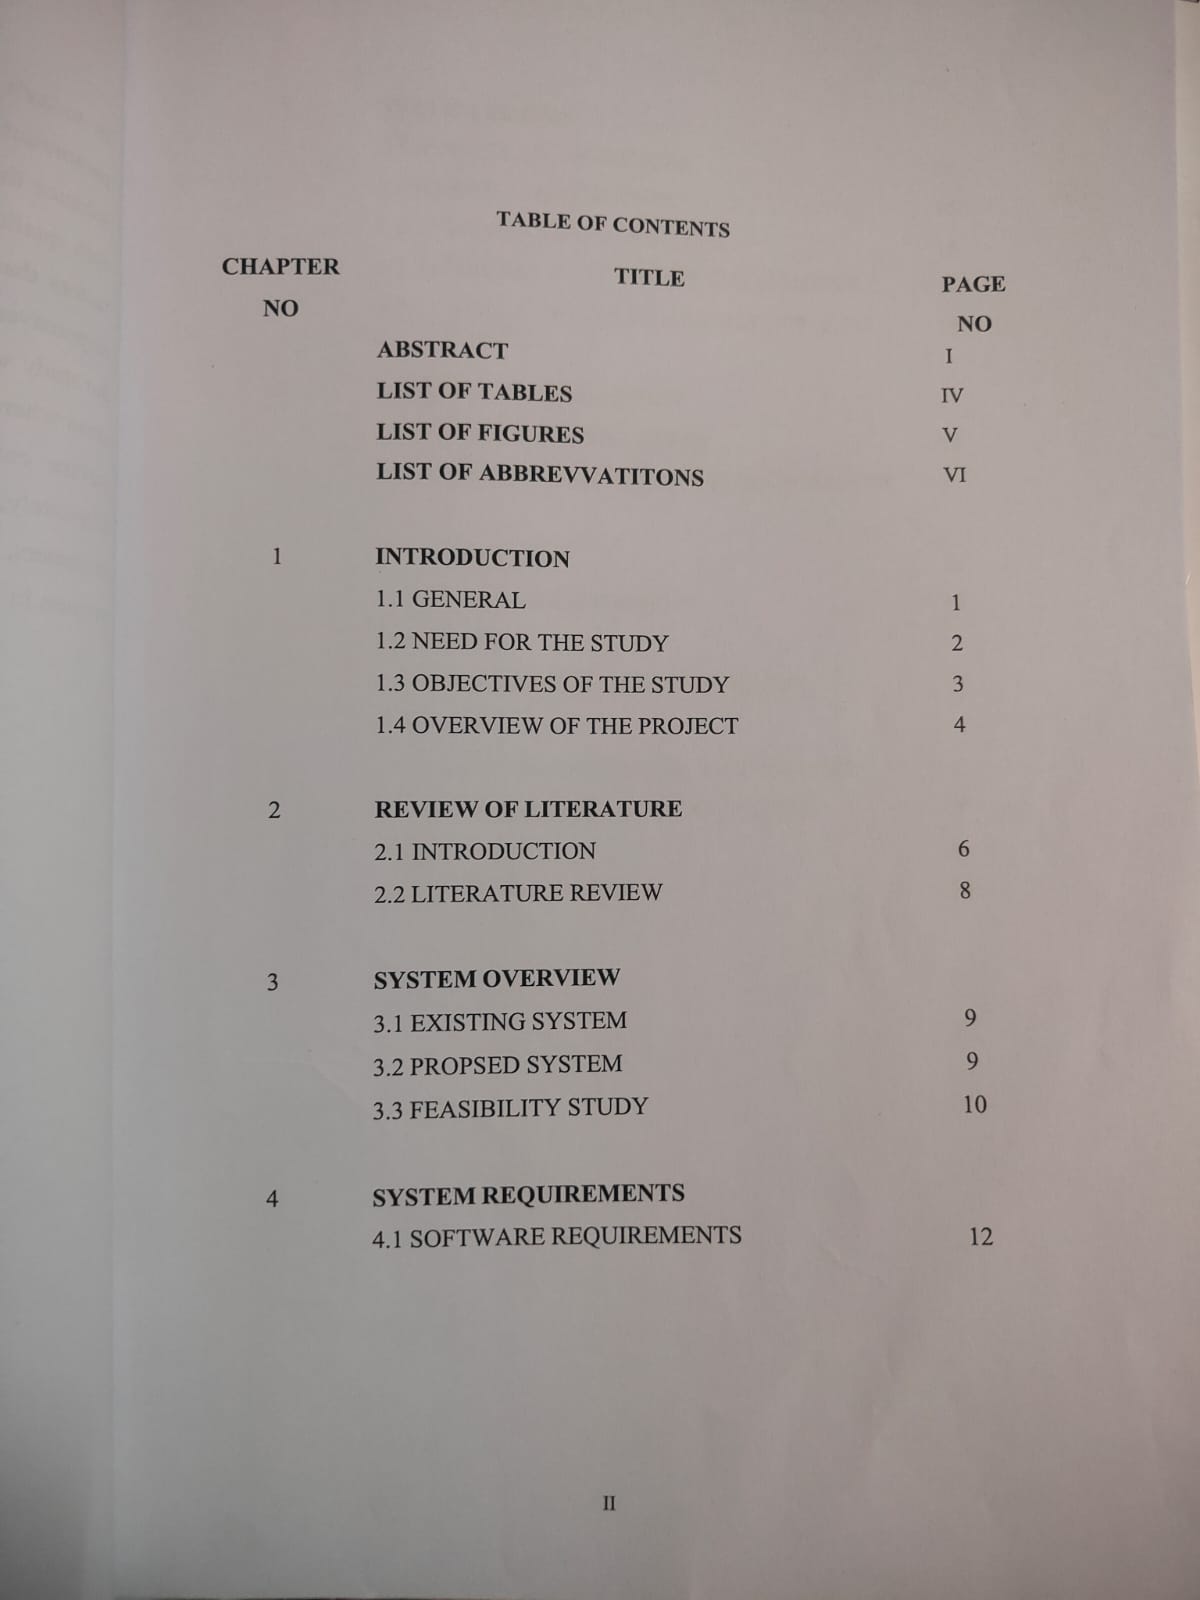 TABLE OF CONTENTS
CHAPTER NO TITLE PAGE NO
ABSTRACT I
LIST OF TABLES IV
LIST OF FIGURES V
LIST OF ABBREVVATITONS VI
1 INTRODUCTION
1.1 GENERAL 1
1.2 NEED FOR THE STUDY 2
1.3 OBJECTIVES OF THE STUDY 3
1.4 OVERVIEW OF THE PROJECT 4
2 REVIEW OF LITERATURE
2.1 INTRODUCTION 6
2.2 LITERATURE REVIEW 8
3 SYSTEM OVERVIEW
3.1 EXISTING SYSTEM 9
3.2 PROPSED SYSTEM 9
3.3 FEASIBILITY STUDY 10
4 SYSTEM REQUIREMENTS
4.1 SOFTWARE REQUIREMENTS 12
II